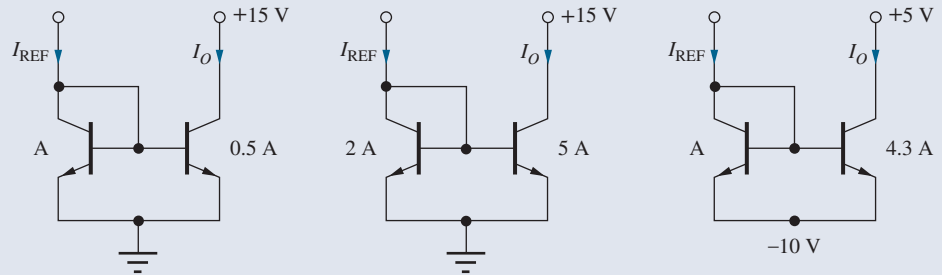 +15 V
I_REF
I_O
A
0.5 A
+15 V
I_REF
I_O
2 A
5 A
+5 V
I_REF
I_O
A
4.3 A
−10 V